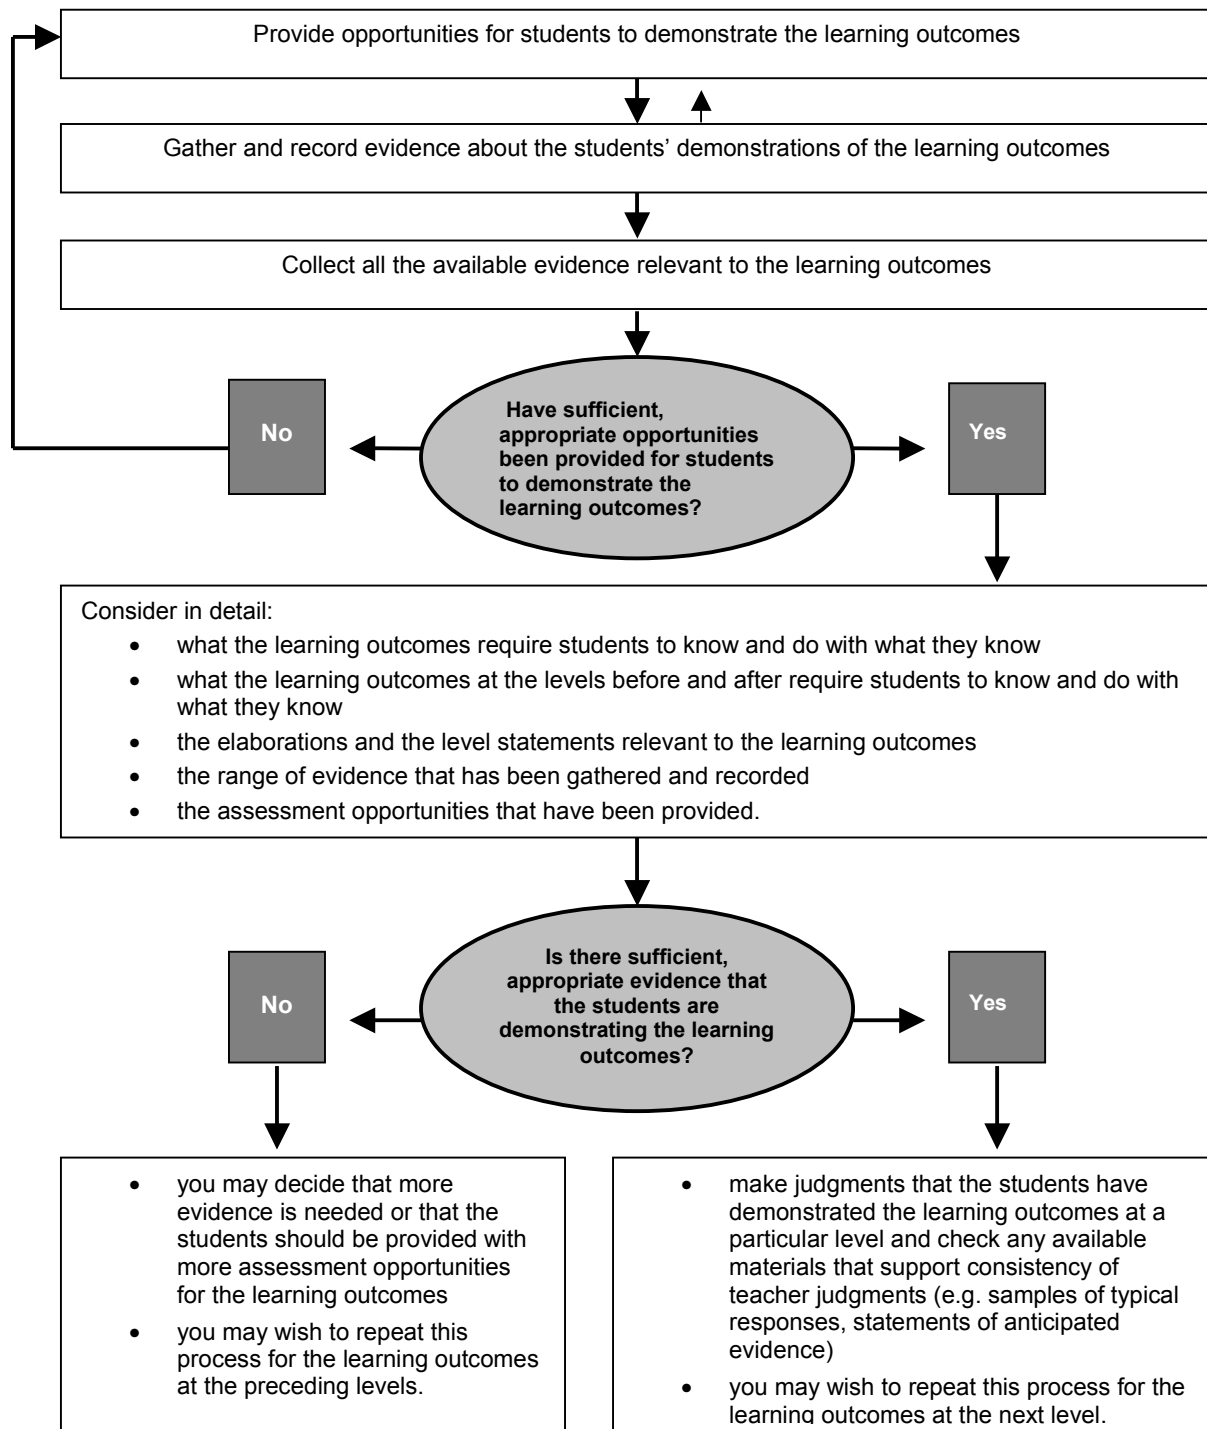 Provide opportunities for students to demonstrate the learning outcomes
Gather and record evidence about the students’ demonstrations of the learning outcomes
Collect all the available evidence relevant to the learning outcomes
Have sufficient,
appropriate opportunities
been provided for students
to demonstrate the
learning outcomes?
No
Yes
Consider in detail:
• what the learning outcomes require students to know and do with what they know
• what the learning outcomes at the levels before and after require students to know and do with
what they know
• the elaborations and the level statements relevant to the learning outcomes
• the range of evidence that has been gathered and recorded
• the assessment opportunities that have been provided.
Is there sufficient,
appropriate evidence that
the students are
demonstrating the learning
outcomes?
No
Yes
• you may decide that more
evidence is needed or that the
students should be provided with
more assessment opportunities
for the learning outcomes
• you may wish to repeat this
process for the learning outcomes
at the preceding levels.
• make judgments that the students have
demonstrated the learning outcomes at a
particular level and check any available
materials that support consistency of
teacher judgments (e.g. samples of typical
responses, statements of anticipated
evidence)
• you may wish to repeat this process for the
learning outcomes at the next level.